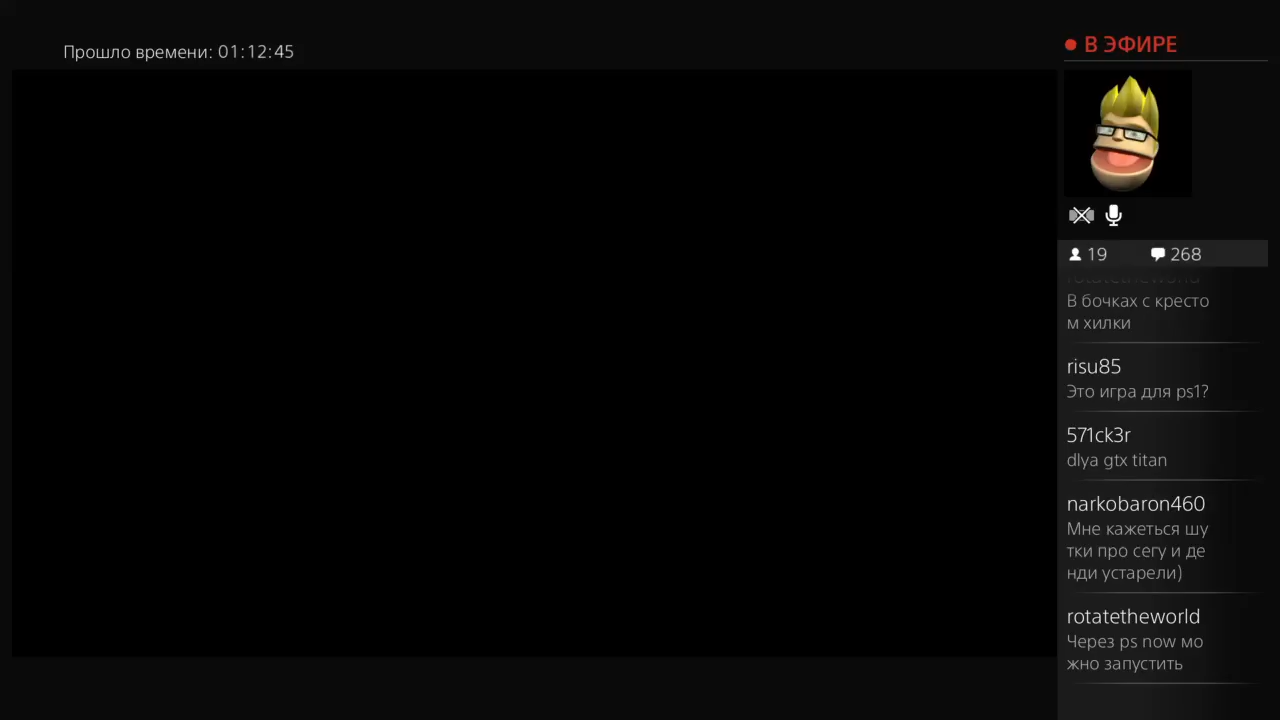 Прошло времени: 01:12:45
В ЭФИРЕ
19 268
rotatetheworld
В бочках с кресто
м хилки
risu85
Это игра для ps1?
571ck3r
dlya gtx titan
narkobaron460
Мне кажеться шу
тки про сегу и де
нди устарели)
rotatetheworld
Через ps now мо
жно запустить